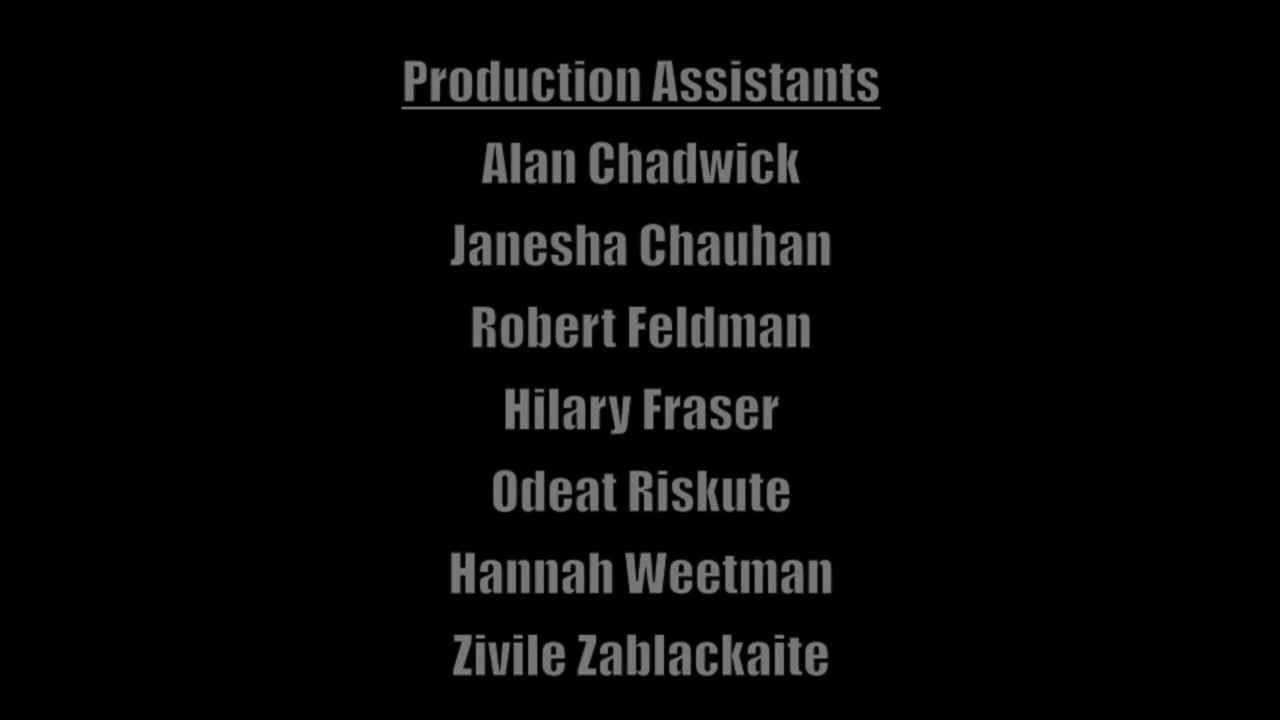 Production Assistants
Alan Chadwick
Janesha Chauhan
Robert Feldman
Hilary Fraser
Odeat Riskute
Hannah Weetman
Zivile Zablackaite